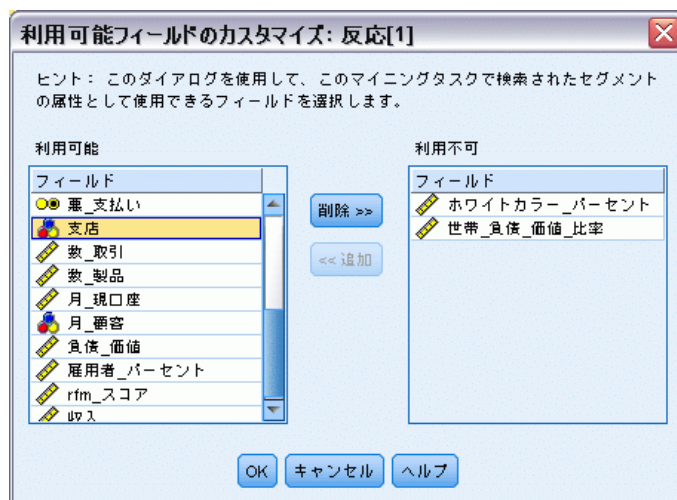 利用可能フィールドのカスタマイズ: 反応[1]
ヒント： このダイアログを使用して、このマイニングタスクで検索されたセグメント
の属性として使用できるフィールドを選択します。
利用可能
フィールド
悪_支払い
支店
数_取引
数_製品
月_現口座
月_顧客
負債_価値
雇用者_パーセント
rfm_スコア
収入
削除 >>
<< 追加
利用不可
フィールド
ホワイトカラー_パーセント
世帯_負債_価値_比率
OK
キャンセル
ヘルプ